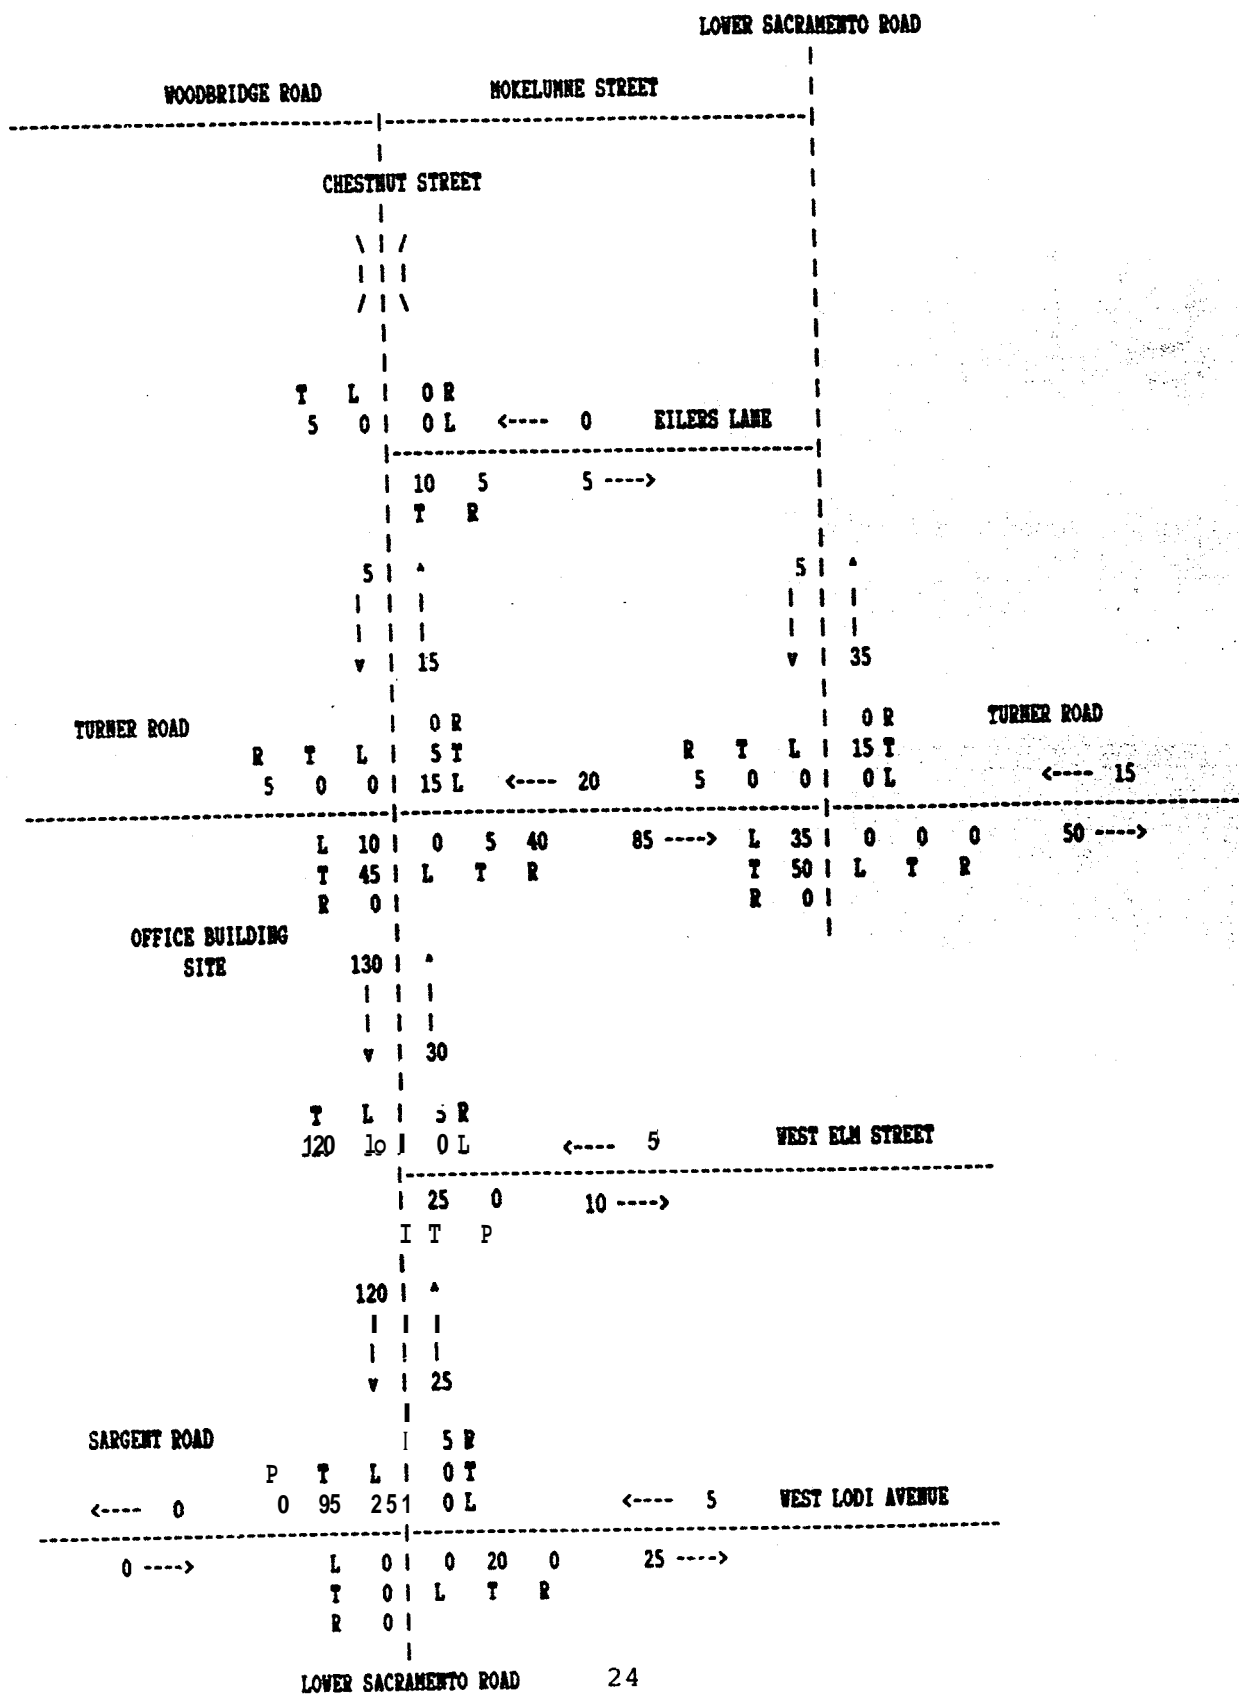 LOWER SACRAMENTO ROAD
WOODBRIDGE ROAD MOKELUMNE STREET
CHESTNUT STREET
T L 0 R
5 0 0 L <---- 0 EILERS LANE
10 5 5 ---->
T R
5 5
15 35
TURNER ROAD 0 R 0 R TURNER ROAD
R T L 5 T R T L 15 T
5 0 0 15 L <---- 20 5 0 0 0 L <---- 15
L 10 0 5 40 85 ----> L 35 0 0 0 50 ---->
T 45 L T R T 50 L T R
R 0 R 0
OFFICE BUILDING
SITE 130
30
T L 5 R
120 lo 0 L <---- 5 WEST ELM STREET
25 0 10 ---->
I T P
120
25
SARGENT ROAD I 5 R
P T L 0 T
<---- 0 0 95 251 0 L <---- 5 WEST LODI AVENUE
0 ----> L 0 0 20 0 25 ---->
T 0 L T R
R 0
LOWER SACRAMENTO ROAD 24